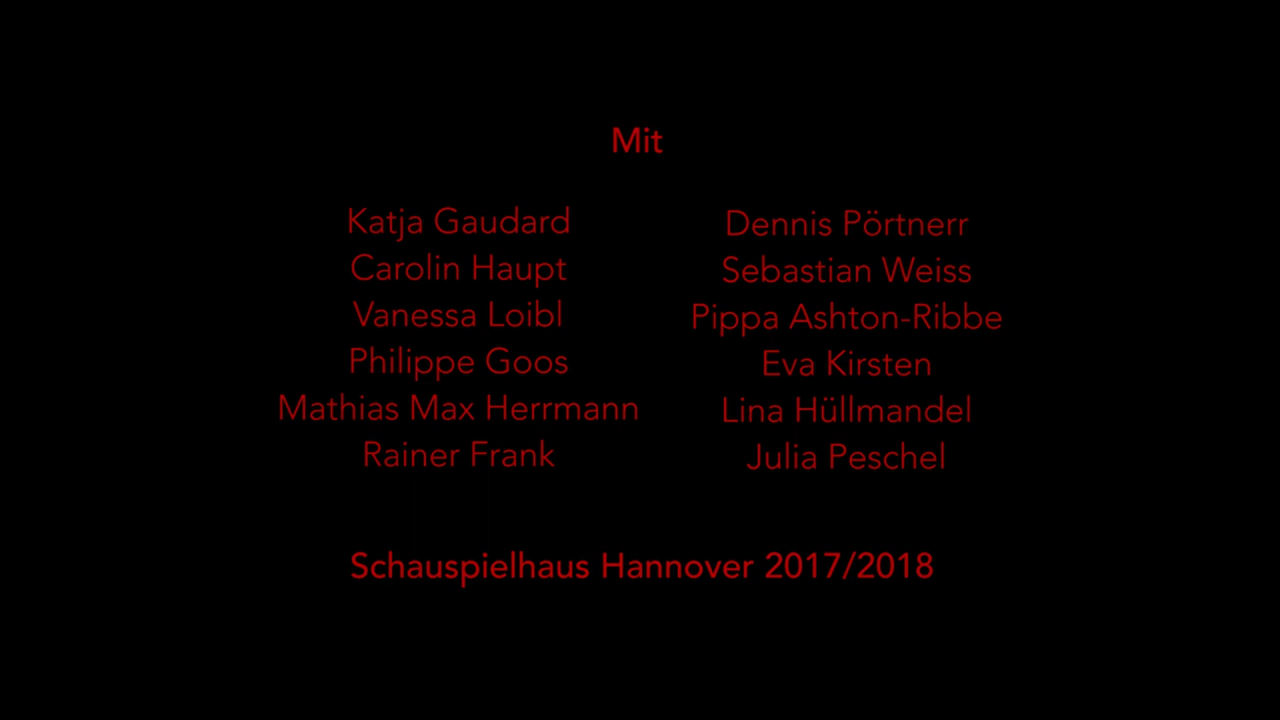 Mit
Katja Gaudard
Carolin Haupt
Vanessa Loibl
Philippe Goos
Mathias Max Herrmann
Rainer Frank
Dennis Pörtnerr
Sebastian Weiss
Pippa Ashton-Ribbe
Eva Kirsten
Lina Hüllmandel
Julia Peschel
Schauspielhaus Hannover 2017/2018